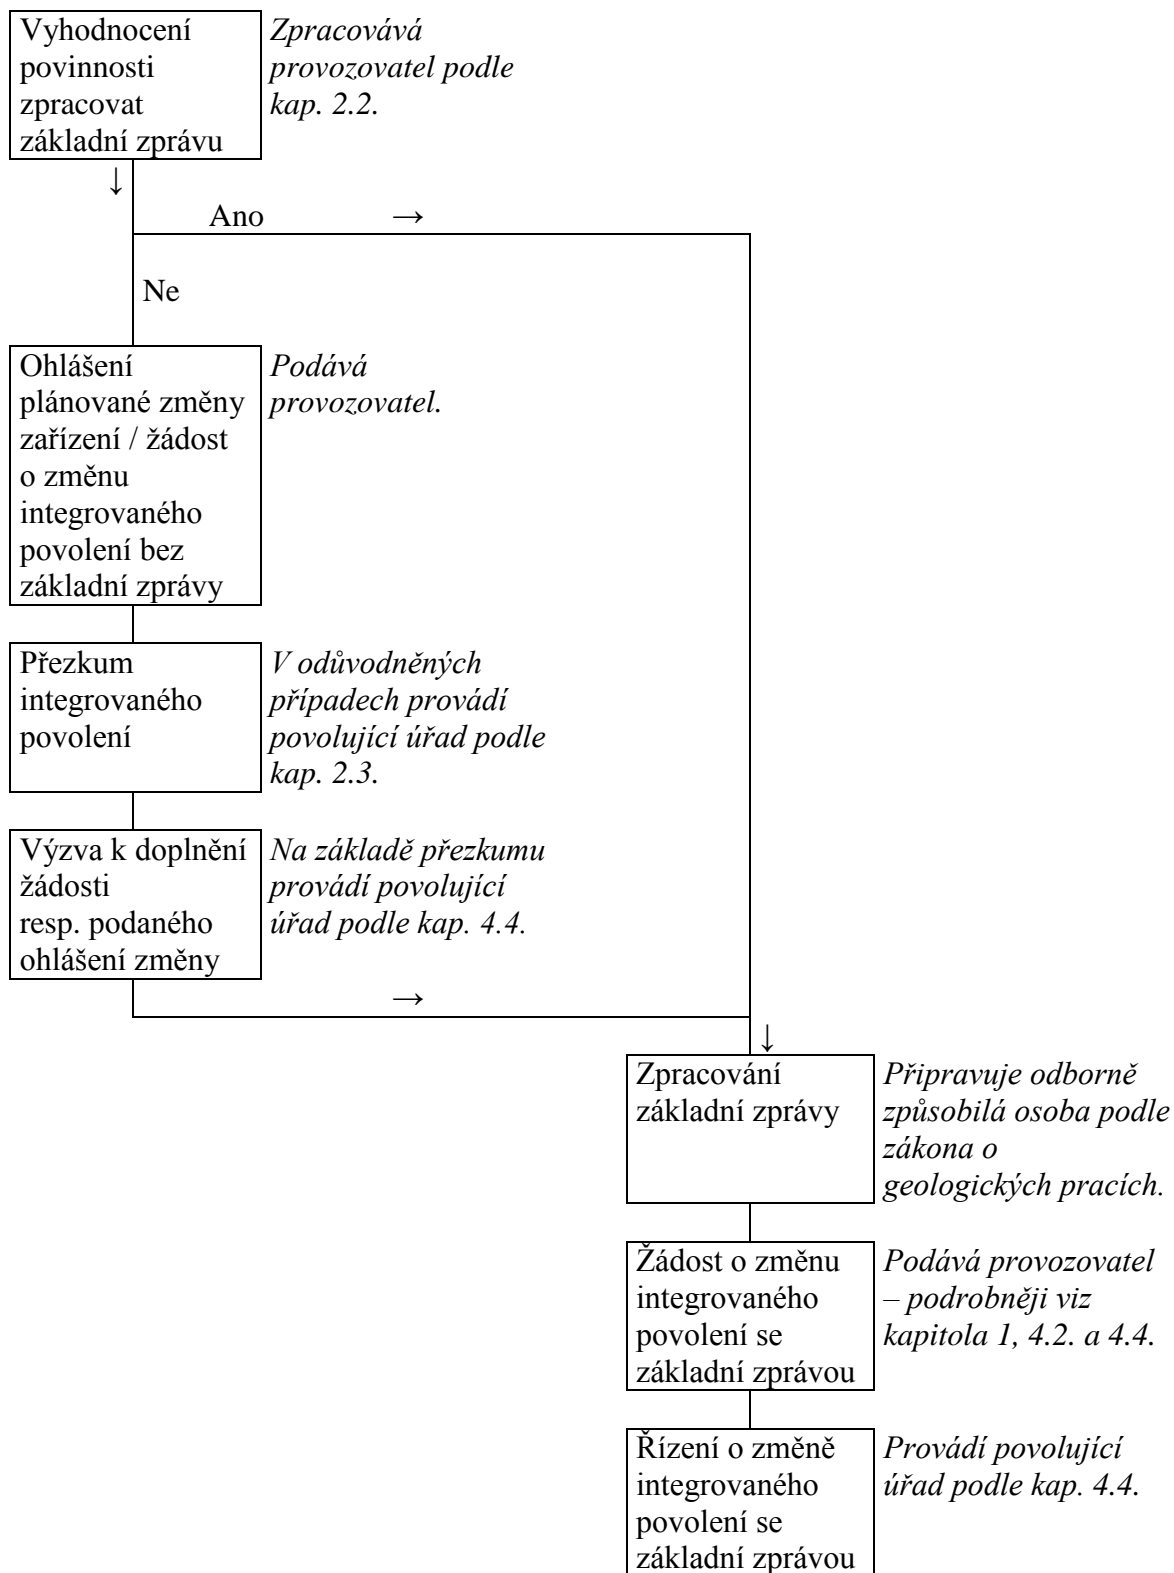 Vyhodnocení
povinnosti
zpracovat
základní zprávu
Zpracovává
provozovatel podle
kap. 2.2.
↓
Ano →
Ne
Ohlášení
plánované změny
zařízení / žádost
o změnu
integrovaného
povolení bez
základní zprávy
Podává
provozovatel.
Přezkum
integrovaného
povolení
V odůvodněných
případech provádí
povolující úřad podle
kap. 2.3.
Výzva k doplnění
žádosti
resp. podaného
ohlášení změny
Na základě přezkumu
provádí povolující
úřad podle kap. 4.4.
→
↓
Zpracování
základní zprávy
Připravuje odborně
způsobilá osoba podle
zákona o
geologických pracích.
Žádost o změnu
integrovaného
povolení se
základní zprávou
Podává provozovatel
– podrobněji viz
kapitola 1, 4.2. a 4.4.
Řízení o změně
integrovaného
povolení se
základní zprávou
Provádí povolující
úřad podle kap. 4.4.